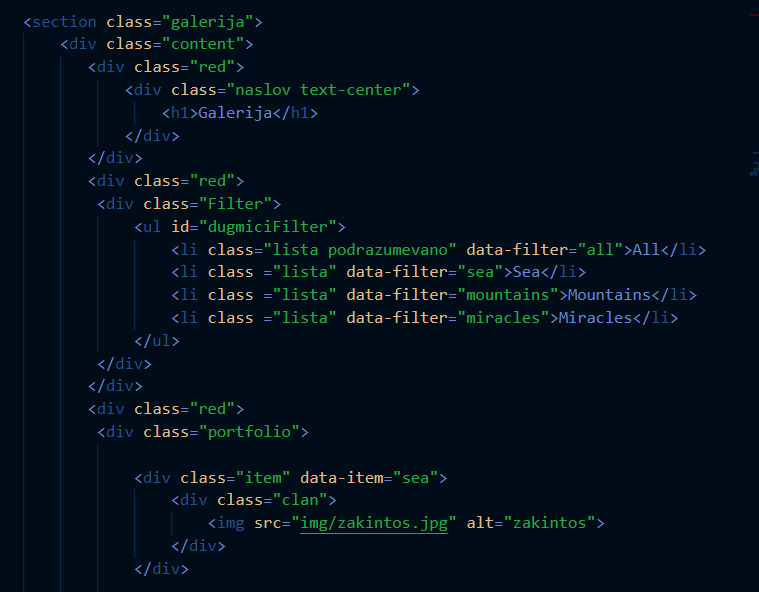 <section class="galerija">
<div class="content">
<div class="red">
<div class="naslov text-center">
<h1>Galerija</h1>
</div>
</div>
<div class="red">
<div class="Filter">
<ul id="dugmiciFilter">
<li class="lista podrazumevano" data-filter="all">All</li>
<li class ="lista" data-filter="sea">Sea</li>
<li class ="lista" data-filter="mountains">Mountains</li>
<li class ="lista" data-filter="miracles">Miracles</li>
</ul>
</div>
</div>
<div class="red">
<div class="portfolio">
<div class="item" data-item="sea">
<div class="clan">
<img src="img/zakintos.jpg" alt="zakintos">
</div>
</div>